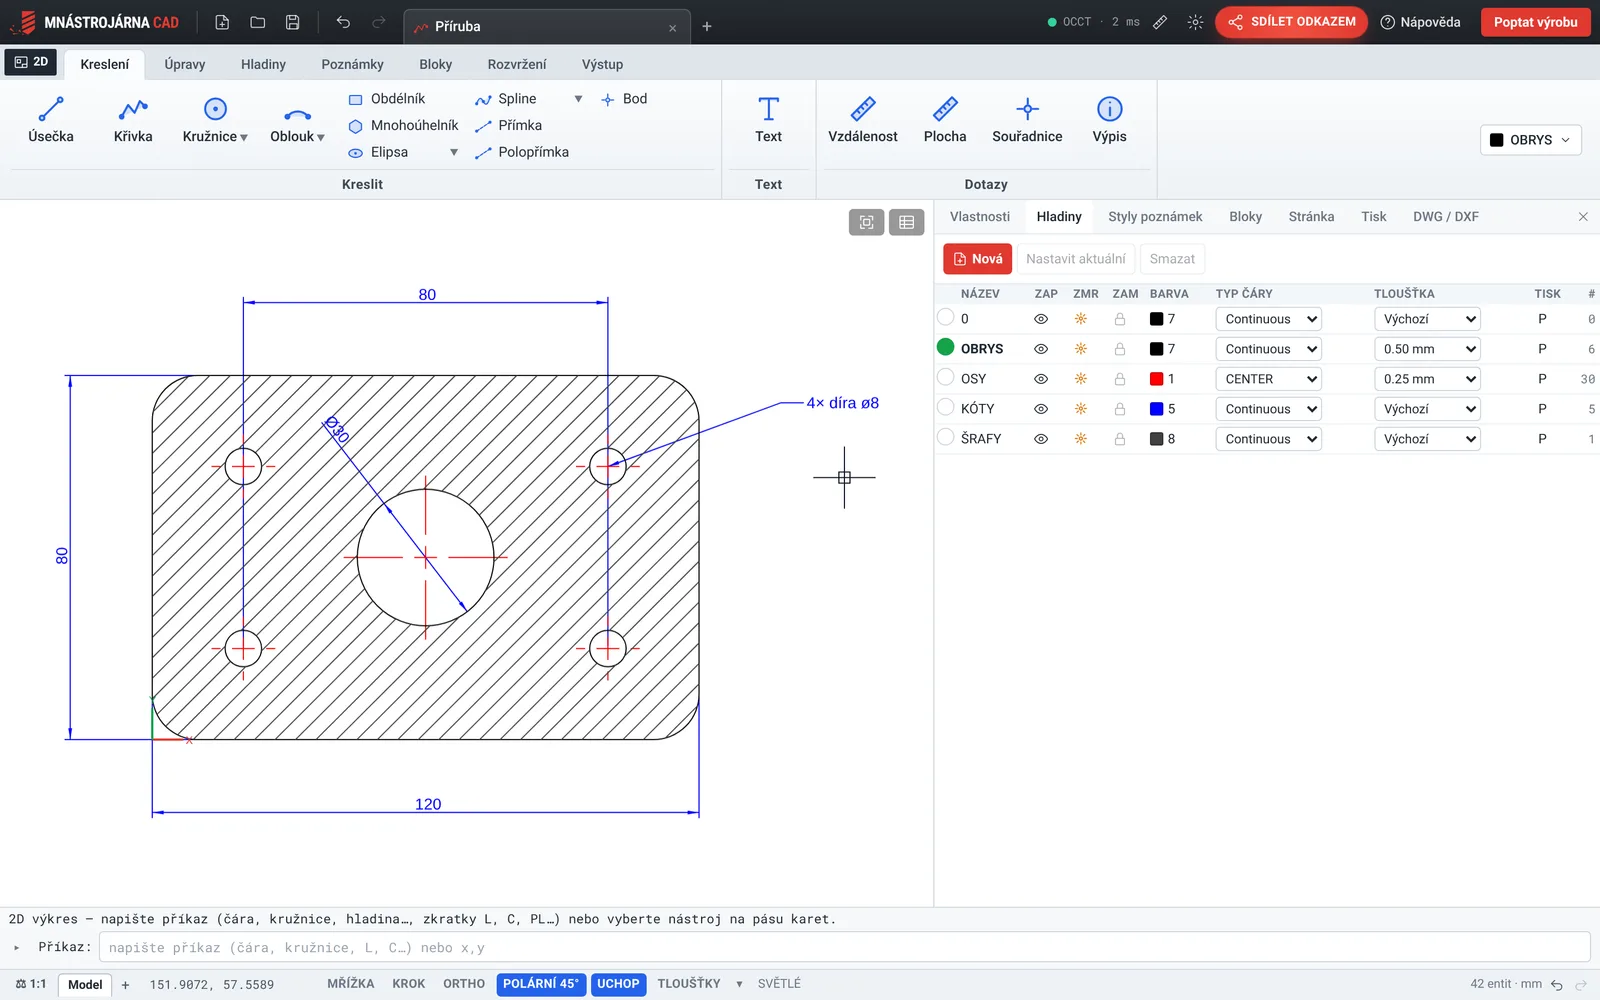 MNÁSTROJÁRNA CAD
Příruba
OCCT · 2 ms
SDÍLET ODKAZEM
Nápověda
Poptat výrobu
2D
Kreslení
Úpravy
Hladiny
Poznámky
Bloky
Rozvržení
Výstup
Úsečka
Křivka
Kružnice
Oblouk
Obdélník
Mnohoúhelník
Elipsa
Spline
Přímka
Polopřímka
Bod
Kreslit
Text
Text
Vzdálenost
Plocha
Souřadnice
Výpis
Dotazy
OBRYS
80
80
Ø30
4× díra ø8
120
X
Vlastnosti
Hladiny
Styly poznámek
Bloky
Stránka
Tisk
DWG / DXF
Nová
Nastavit aktuální
Smazat
NÁZEV ZAP ZMR ZAM BARVA TYP ČÁRY TLOUŠŤKA TISK #
0 7 Continuous Výchozí P 0
OBRYS 7 Continuous 0.50 mm P 6
OSY 1 CENTER 0.25 mm P 30
KÓTY 5 Continuous Výchozí P 5
ŠRAFY 8 Continuous Výchozí P 1
2D výkres – napište příkaz (čára, kružnice, hladina…, zkratky L, C, PL…) nebo vyberte nástroj na pásu karet.
Příkaz: napište příkaz (čára, kružnice, L, C…) nebo x,y
1:1
Model
+
151.9072, 57.5589
MŘÍŽKA
KROK
ORTHO
POLÁRNÍ 45°
UCHOP
TLOUŠŤKY
SVĚTLÉ
42 entit · mm